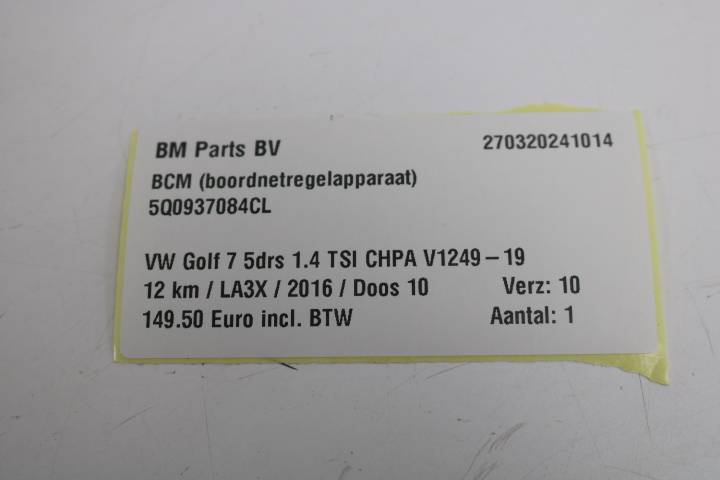 BM Parts BV 270320241014
BCM (boordnetregelapparaat)
5Q0937084CL
VW Golf 7 5drs 1.4 TSI CHPA V1249-19
12 km / LA3X / 2016 / Doos 10 Verz: 10
149.50 Euro incl. BTW Aantal: 1